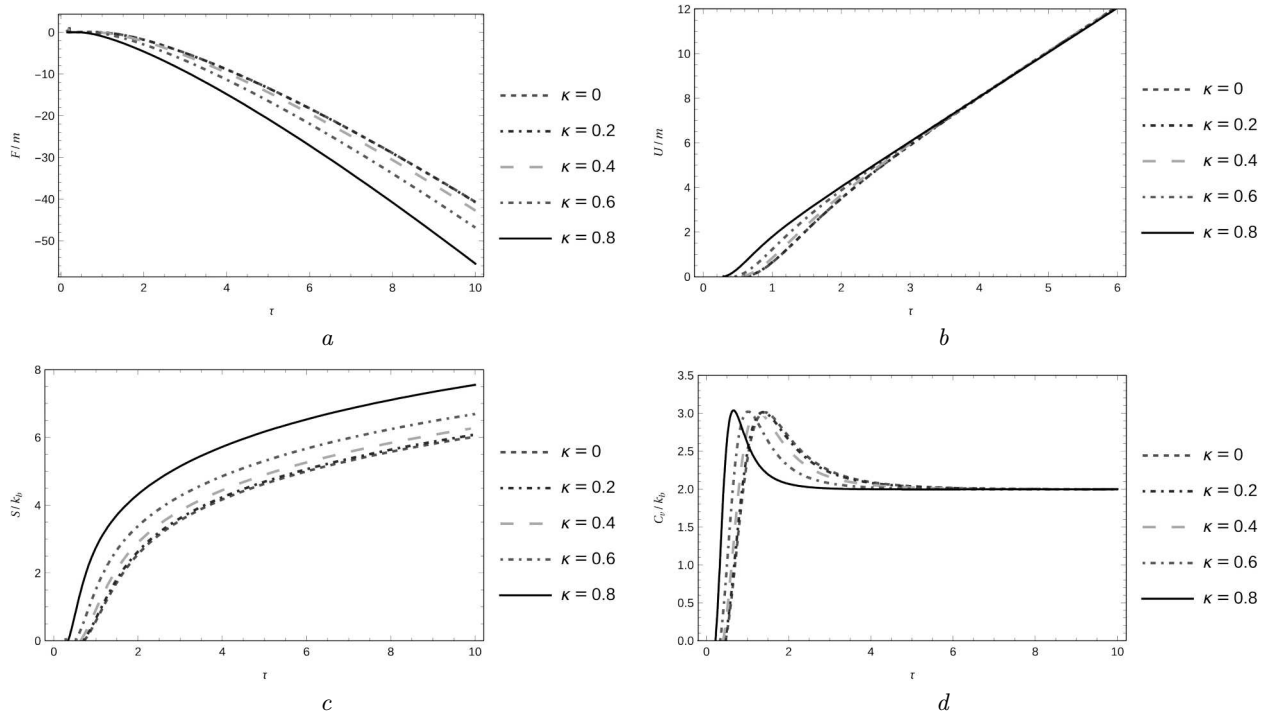 0
−10
−20
−30
−40
−50
F/m
0 2 4 6 8 10
τ
κ = 0
κ = 0.2
κ = 0.4
κ = 0.6
κ = 0.8
a
12
10
8
6
4
2
0
U/m
0 1 2 3 4 5 6
τ
κ = 0
κ = 0.2
κ = 0.4
κ = 0.6
κ = 0.8
b
8
6
4
2
0
S/k_b
0 2 4 6 8 10
τ
κ = 0
κ = 0.2
κ = 0.4
κ = 0.6
κ = 0.8
c
3.5
3.0
2.5
2.0
1.5
1.0
0.5
0.0
C_v/k_b
0 2 4 6 8 10
τ
κ = 0
κ = 0.2
κ = 0.4
κ = 0.6
κ = 0.8
d